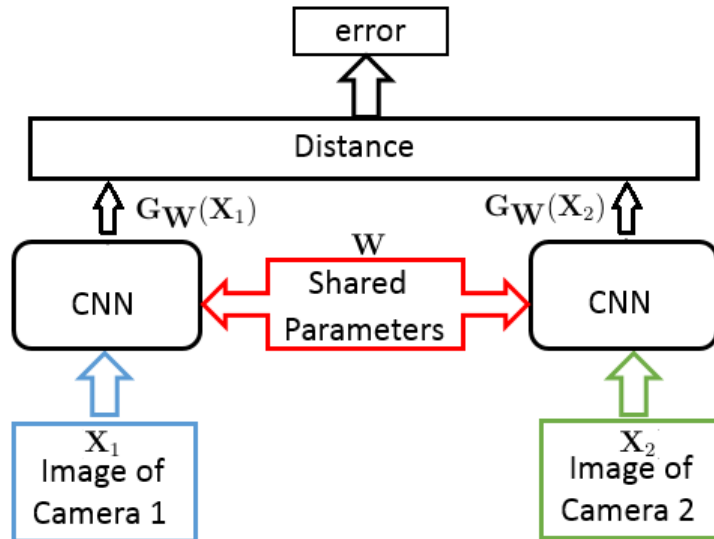 error
Distance
G_W(X_1) G_W(X_2)
W
CNN Shared CNN
Parameters
X_1 X_2
Image of Image of
Camera 1 Camera 2